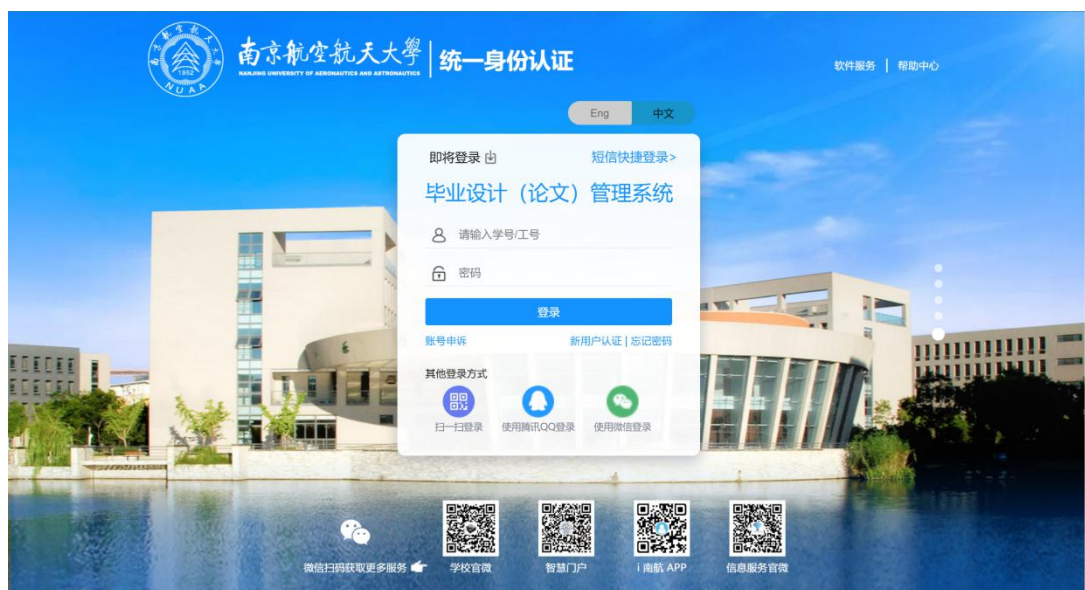 南京航空航天大學
NANJING UNIVERSITY OF AERONAUTICS AND ASTRONAUTICS
1952
NUAA
统一身份认证
软件服务 | 帮助中心
Eng 中文
即将登录 短信快捷登录>
毕业设计（论文）管理系统
请输入学号/工号
密码
登录
账号申诉 新用户认证 | 忘记密码
其他登录方式
扫一扫登录 使用腾讯QQ登录 使用微信登录
微信扫码获取更多服务 学校官微 智慧门户 i 南航 APP 信息服务官微